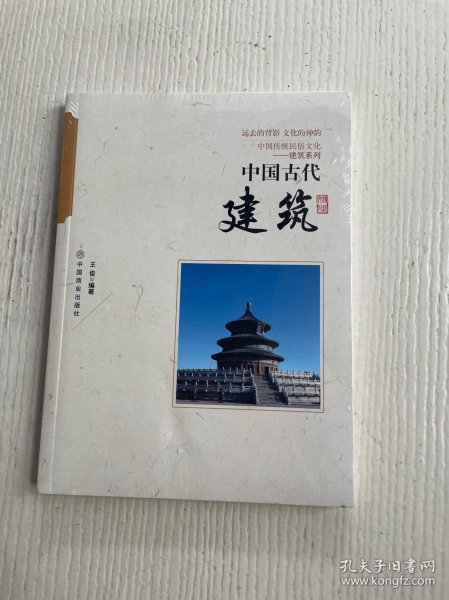 远去的背影 文化的神韵
中国传统民俗文化
——建筑系列
中国古代
建筑
王俊◎编著
中国商业出版社
孔夫子旧书网
www.kongfz.com